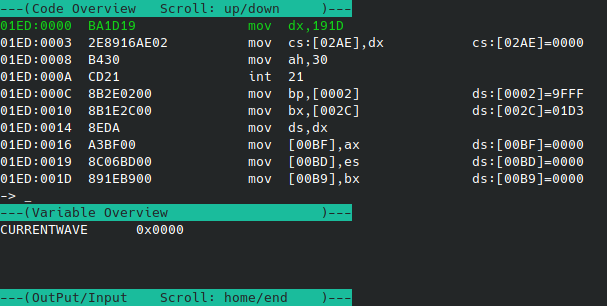 ---(Code Overview   Scroll: up/down     )---
01ED:0000  BA1D19             mov  dx,191D
01ED:0003  2E8916AE02         mov  cs:[02AE],dx          cs:[02AE]=0000
01ED:0008  B430               mov  ah,30
01ED:000A  CD21               int  21
01ED:000C  8B2E0200           mov  bp,[0002]             ds:[0002]=9FFF
01ED:0010  8B1E2C00           mov  bx,[002C]             ds:[002C]=01D3
01ED:0014  8EDA               mov  ds,dx
01ED:0016  A3BF00             mov  [00BF],ax             ds:[00BF]=0000
01ED:0019  8C06BD00           mov  [00BD],es             ds:[00BD]=0000
01ED:001D  891EB900           mov  [00B9],bx             ds:[00B9]=0000
-> _
---(Variable Overview                   )---
CURRENTWAVE      0x0000
---(OutPut/Input    Scroll: home/end    )---